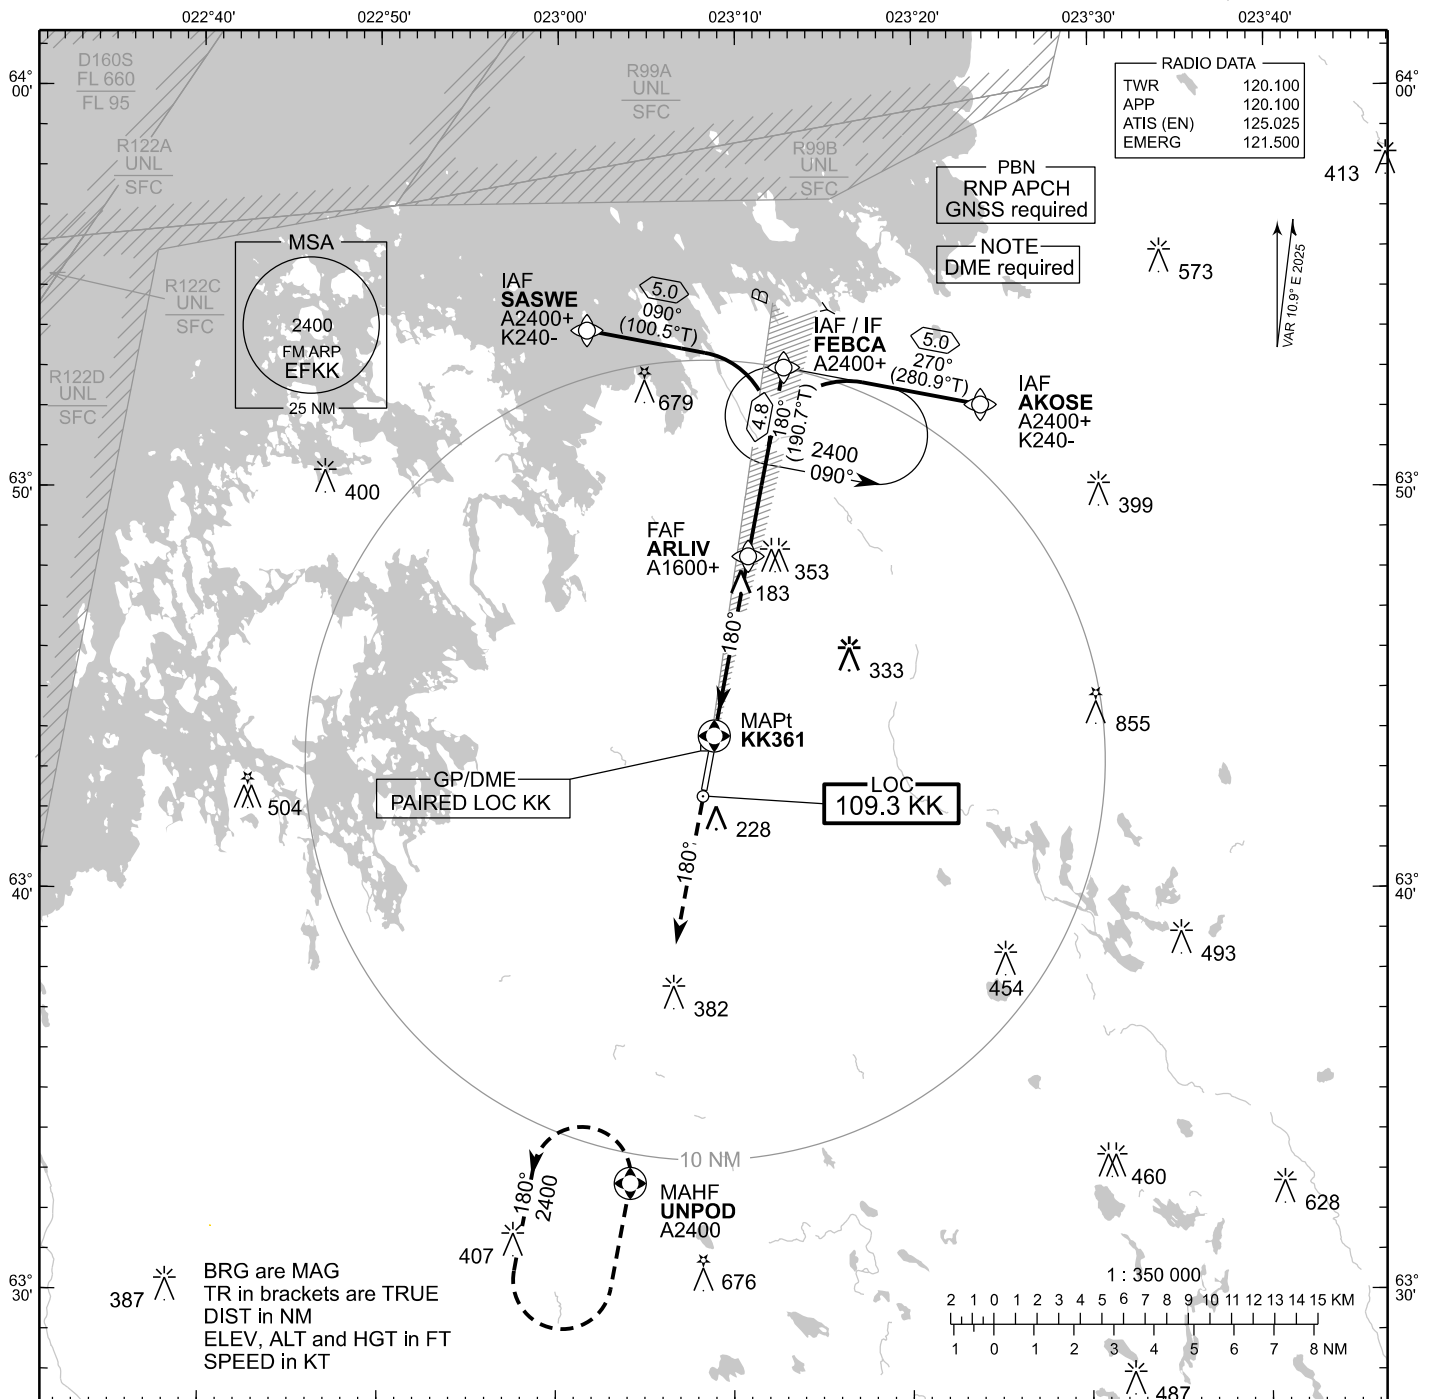 022°40'
022°50'
023°00'
023°10'
023°20'
023°30'
023°40'
64°
00'
64°
00'
D160S
FL 660
FL 95
R99A
UNL
SFC
RADIO DATA
TWR 120.100
APP 120.100
ATIS (EN) 125.025
EMERG 121.500
R122A
UNL
SFC
R99B
UNL
SFC
413
PBN
RNP APCH
GNSS required
NOTE
DME required
573
VAR 10.9° E 2025
MSA
2400
FM ARP
EFKK
25 NM
R122C
UNL
SFC
R122D
UNL
SFC
IAF
SASWE
A2400+
K240-
5.0
090°
(100.5°T)
B
Y
IAF / IF
FEBCA
A2400+
5.0
270°
(280.9°T)
IAF
AKOSE
A2400+
K240-
679
4.8
180°
(190.7°T)
2400
090°
400
399
63°
50'
63°
50'
FAF
ARLIV
A1600+
353
183
180°
333
855
MAPt
KK361
GP/DME
PAIRED LOC KK
LOC
109.3 KK
504
228
180°
63°
40'
63°
40'
493
454
382
10 NM
180°
2400
MAHF
UNPOD
A2400
460
628
407
676
387
63°
30'
63°
30'
BRG are MAG
TR in brackets are TRUE
DIST in NM
ELEV, ALT and HGT in FT
SPEED in KT
1 : 350 000
2 1 0 1 2 3 4 5 6 7 8 9 10 11 12 13 14 15 KM
1 0 1 2 3 4 5 6 7 8 NM
487